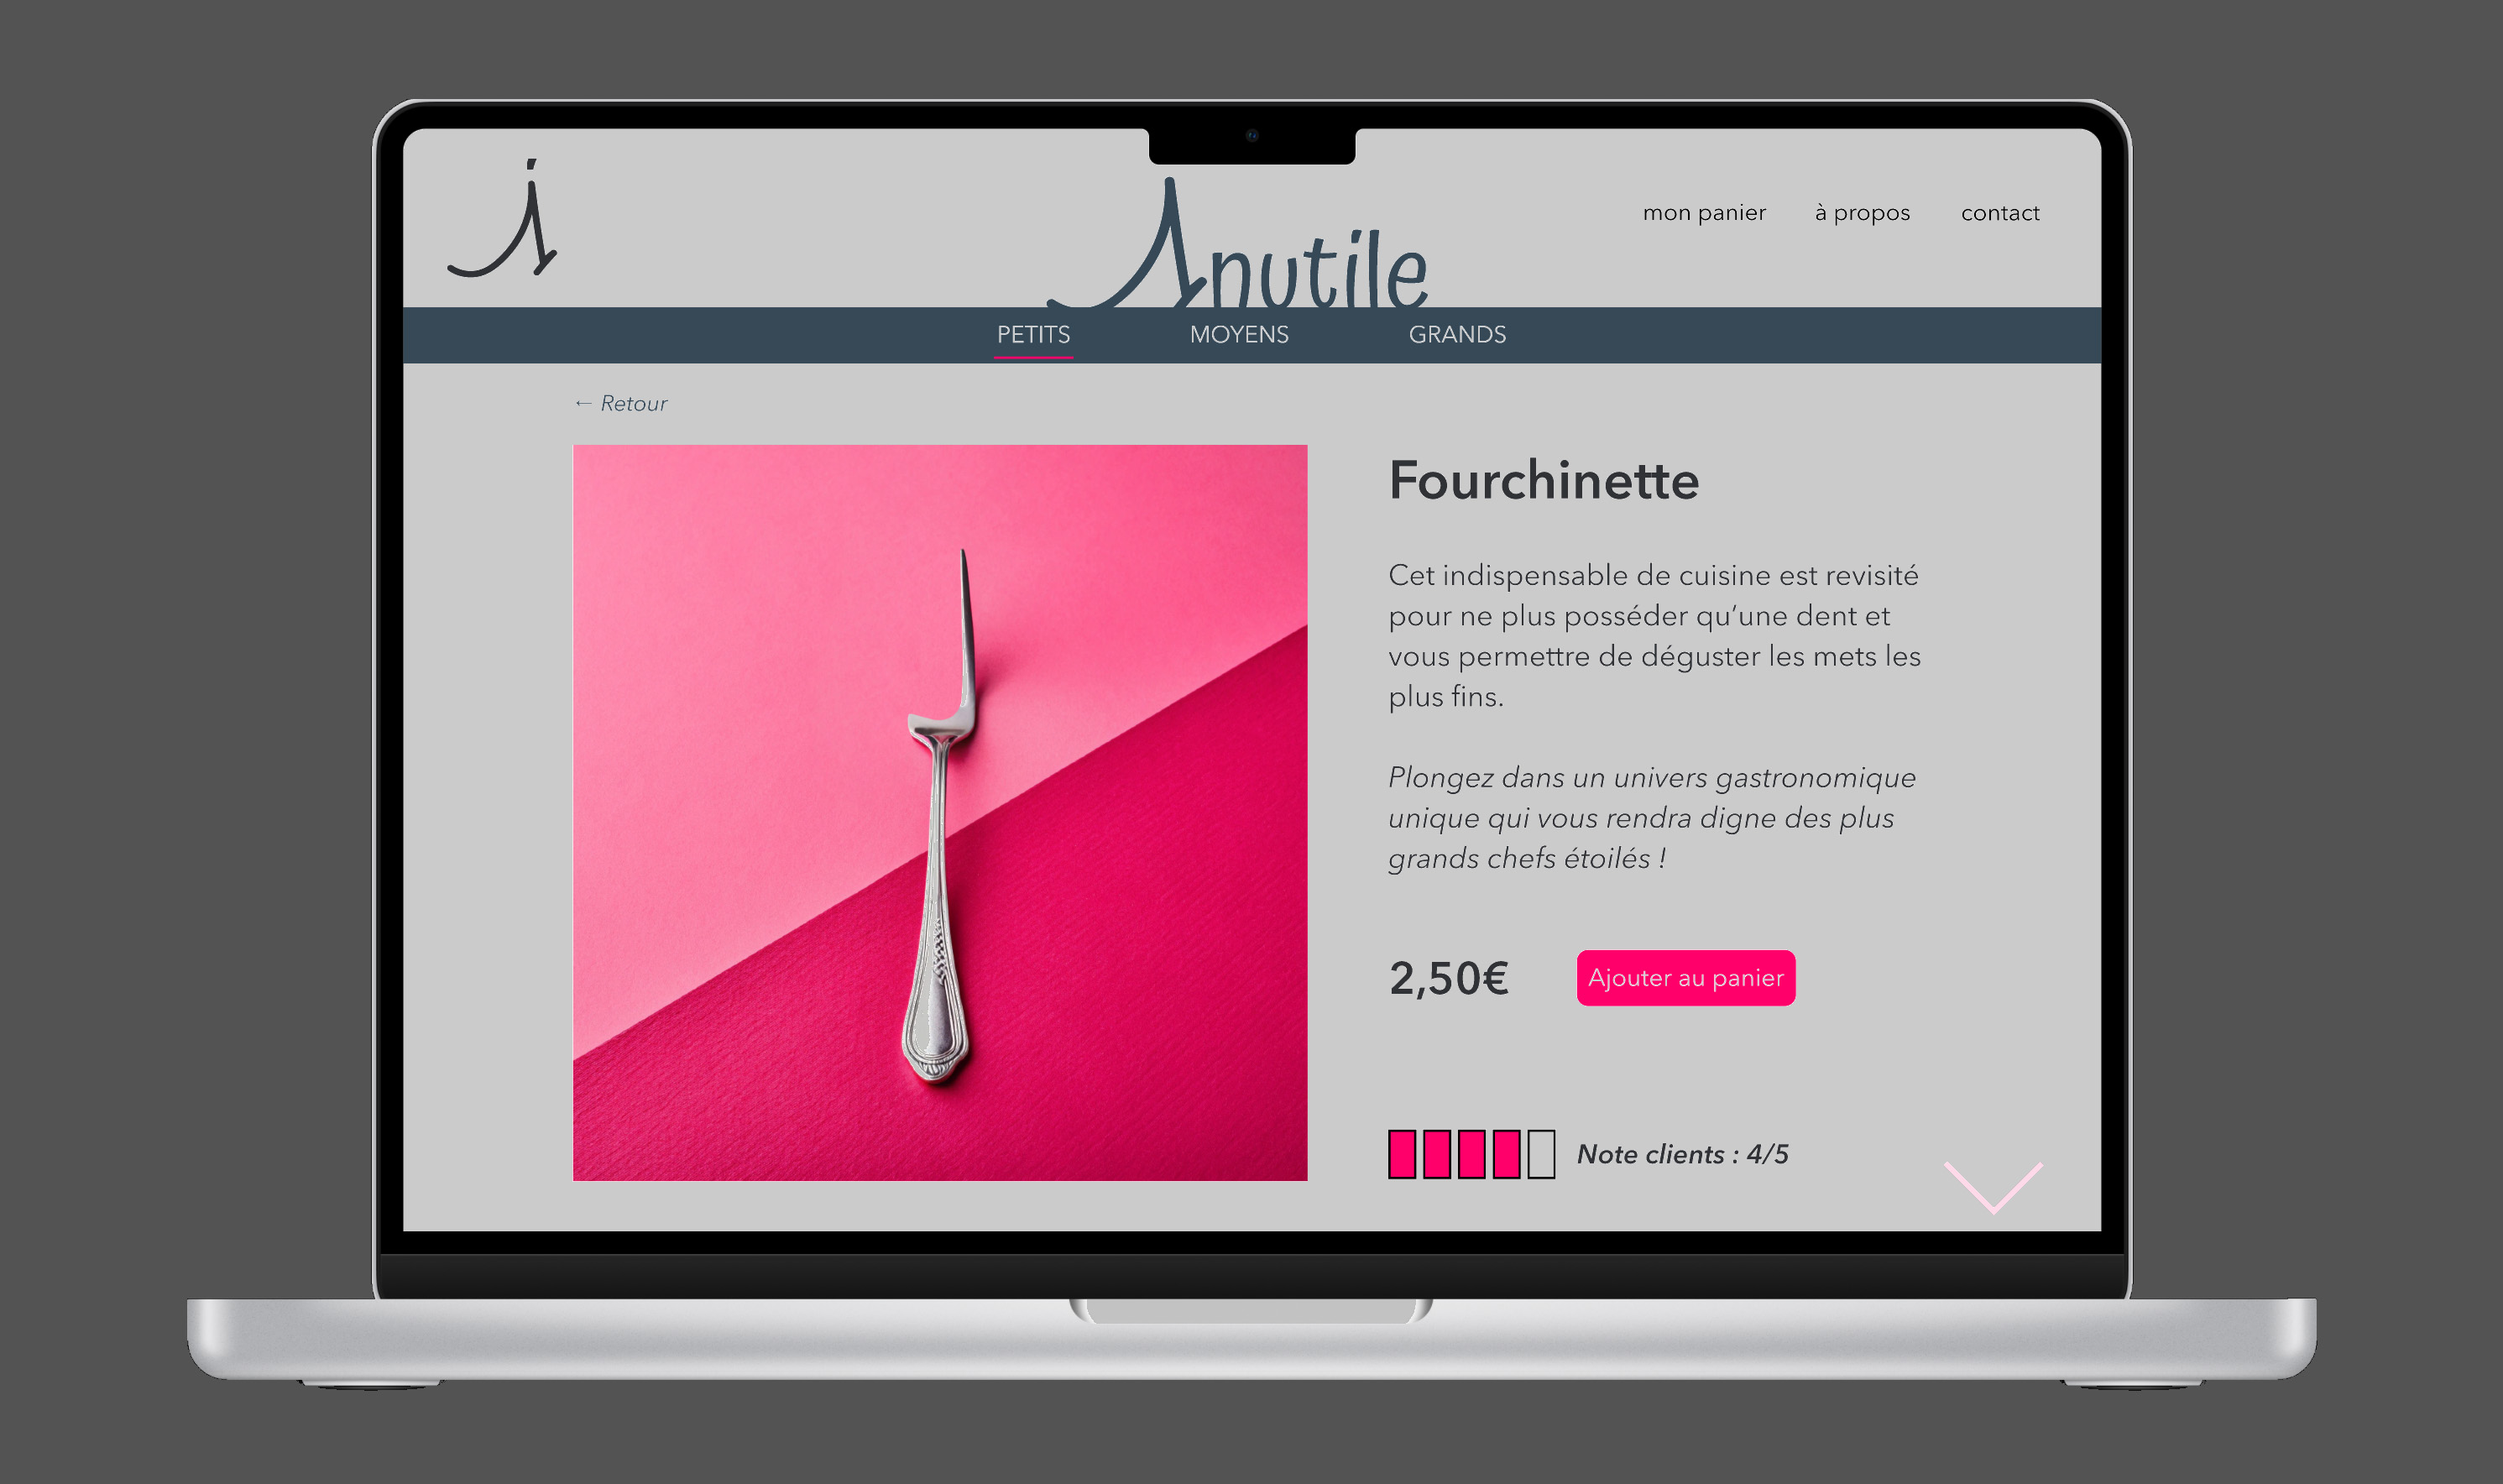 i
inutile
mon panier à propos contact
PETITS MOYENS GRANDS
← Retour
Fourchinette
Cet indispensable de cuisine est revisité
pour ne plus posséder qu’une dent et
vous permettre de déguster les mets les
plus fins.
Plongez dans un univers gastronomique
unique qui vous rendra digne des plus
grands chefs étoilés !
2,50€ Ajouter au panier
Note clients : 4/5